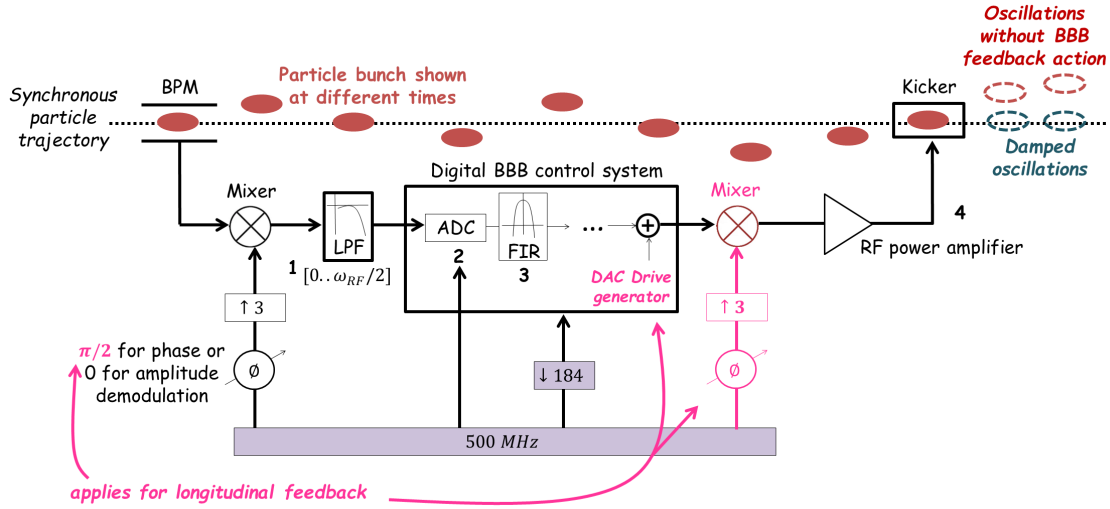 Oscillations
without BBB
feedback action
Synchronous
particle
trajectory
BPM
Particle bunch shown
at different times
Kicker
Damped
oscillations
Digital BBB control system
Mixer
Mixer
LPF
ADC
FIR
...
+
1
2
3
4
[0..ω_RF/2]
RF power amplifier
DAC Drive
generator
↑3
↑3
π/2 for phase or
0 for amplitude
demodulation
∅
∅
↓184
500 MHz
applies for longitudinal feedback